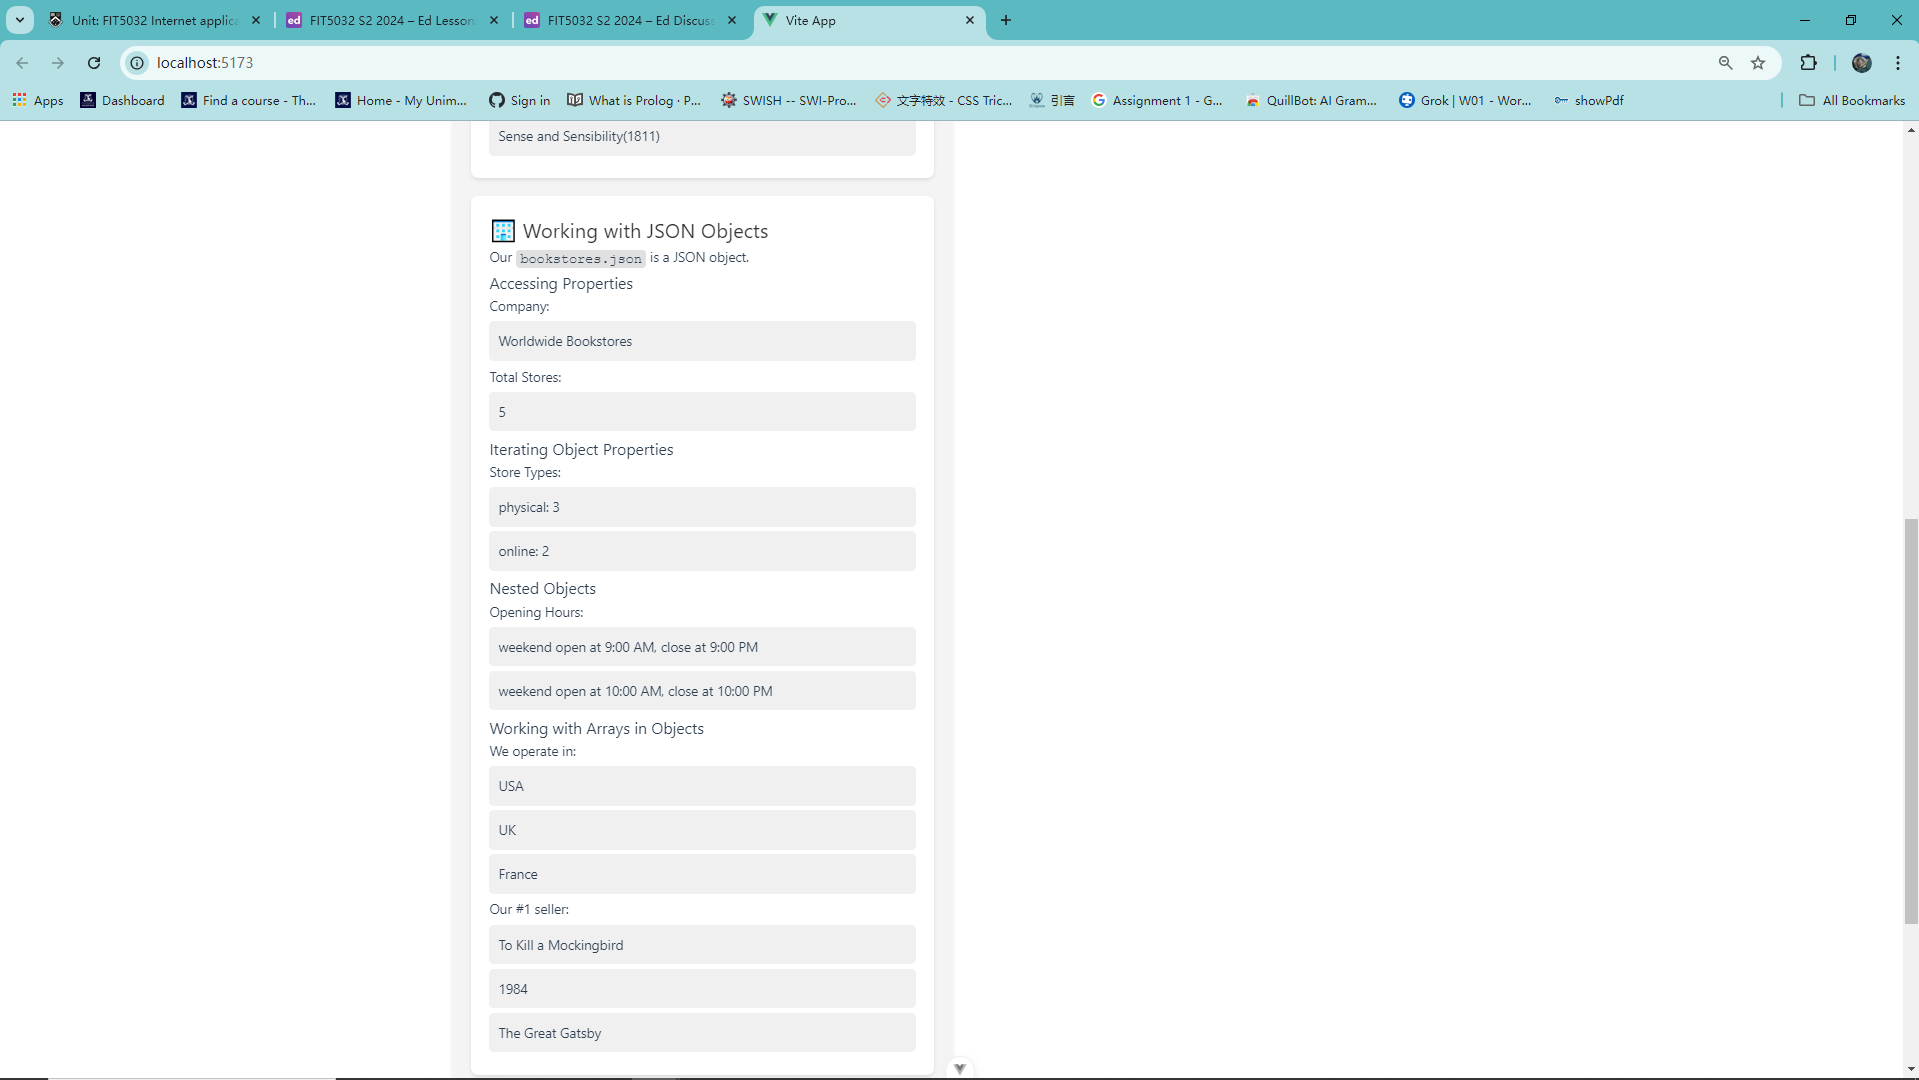 Unit: FIT5032 Internet applica
FIT5032 S2 2024 – Ed Lesson
FIT5032 S2 2024 – Ed Discuss
Vite App
localhost:5173
Apps
Dashboard
Find a course - Th...
Home - My Unim...
Sign in
What is Prolog · P...
SWISH -- SWI-Pro...
文字特效 - CSS Tric...
引言
Assignment 1 - G...
QuillBot: AI Gram...
Grok | W01 - Wor...
showPdf
All Bookmarks
Sense and Sensibility(1811)
Working with JSON Objects
Our bookstores.json is a JSON object.
Accessing Properties
Company:
Worldwide Bookstores
Total Stores:
5
Iterating Object Properties
Store Types:
physical: 3
online: 2
Nested Objects
Opening Hours:
weekend open at 9:00 AM, close at 9:00 PM
weekend open at 10:00 AM, close at 10:00 PM
Working with Arrays in Objects
We operate in:
USA
UK
France
Our #1 seller:
To Kill a Mockingbird
1984
The Great Gatsby